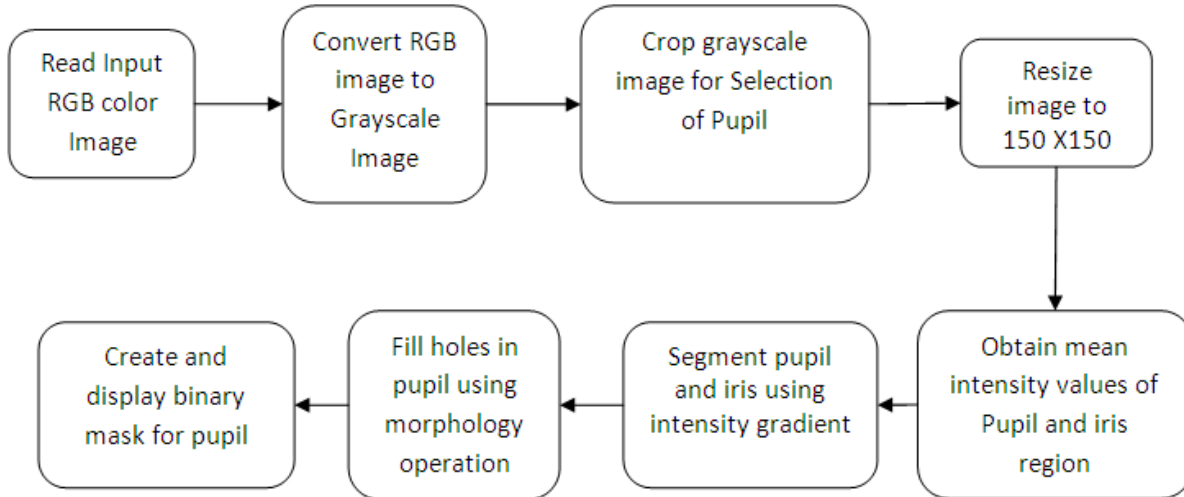 Read Input
RGB color
Image
Convert RGB
image to
Grayscale
Image
Crop grayscale
image for Selection
of Pupil
Resize
image to
150 X150
Obtain mean
intensity values of
Pupil and iris
region
Segment pupil
and iris using
intensity gradient
Fill holes in
pupil using
morphology
operation
Create and
display binary
mask for pupil